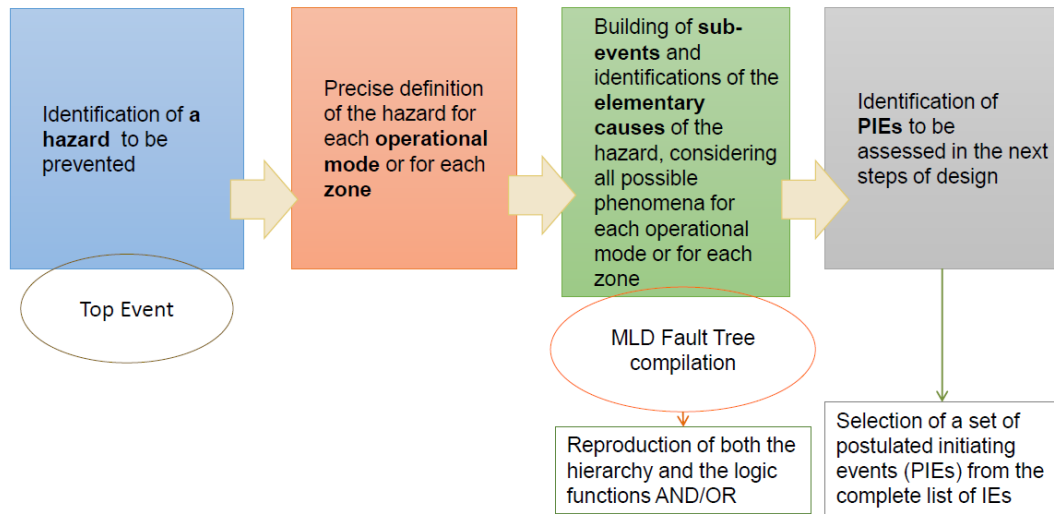 Identification of a
hazard to be
prevented
Top Event
Precise definition
of the hazard for
each operational
mode or for each
zone
Building of sub-
events and
identifications of the
elementary
causes of the
hazard, considering
all possible
phenomena for
each operational
mode or for each
zone
MLD Fault Tree
compilation
Reproduction of both the
hierarchy and the logic
functions AND/OR
Identification of
PIEs to be
assessed in the next
steps of design
Selection of a set of
postulated initiating
events (PIEs) from the
complete list of IEs